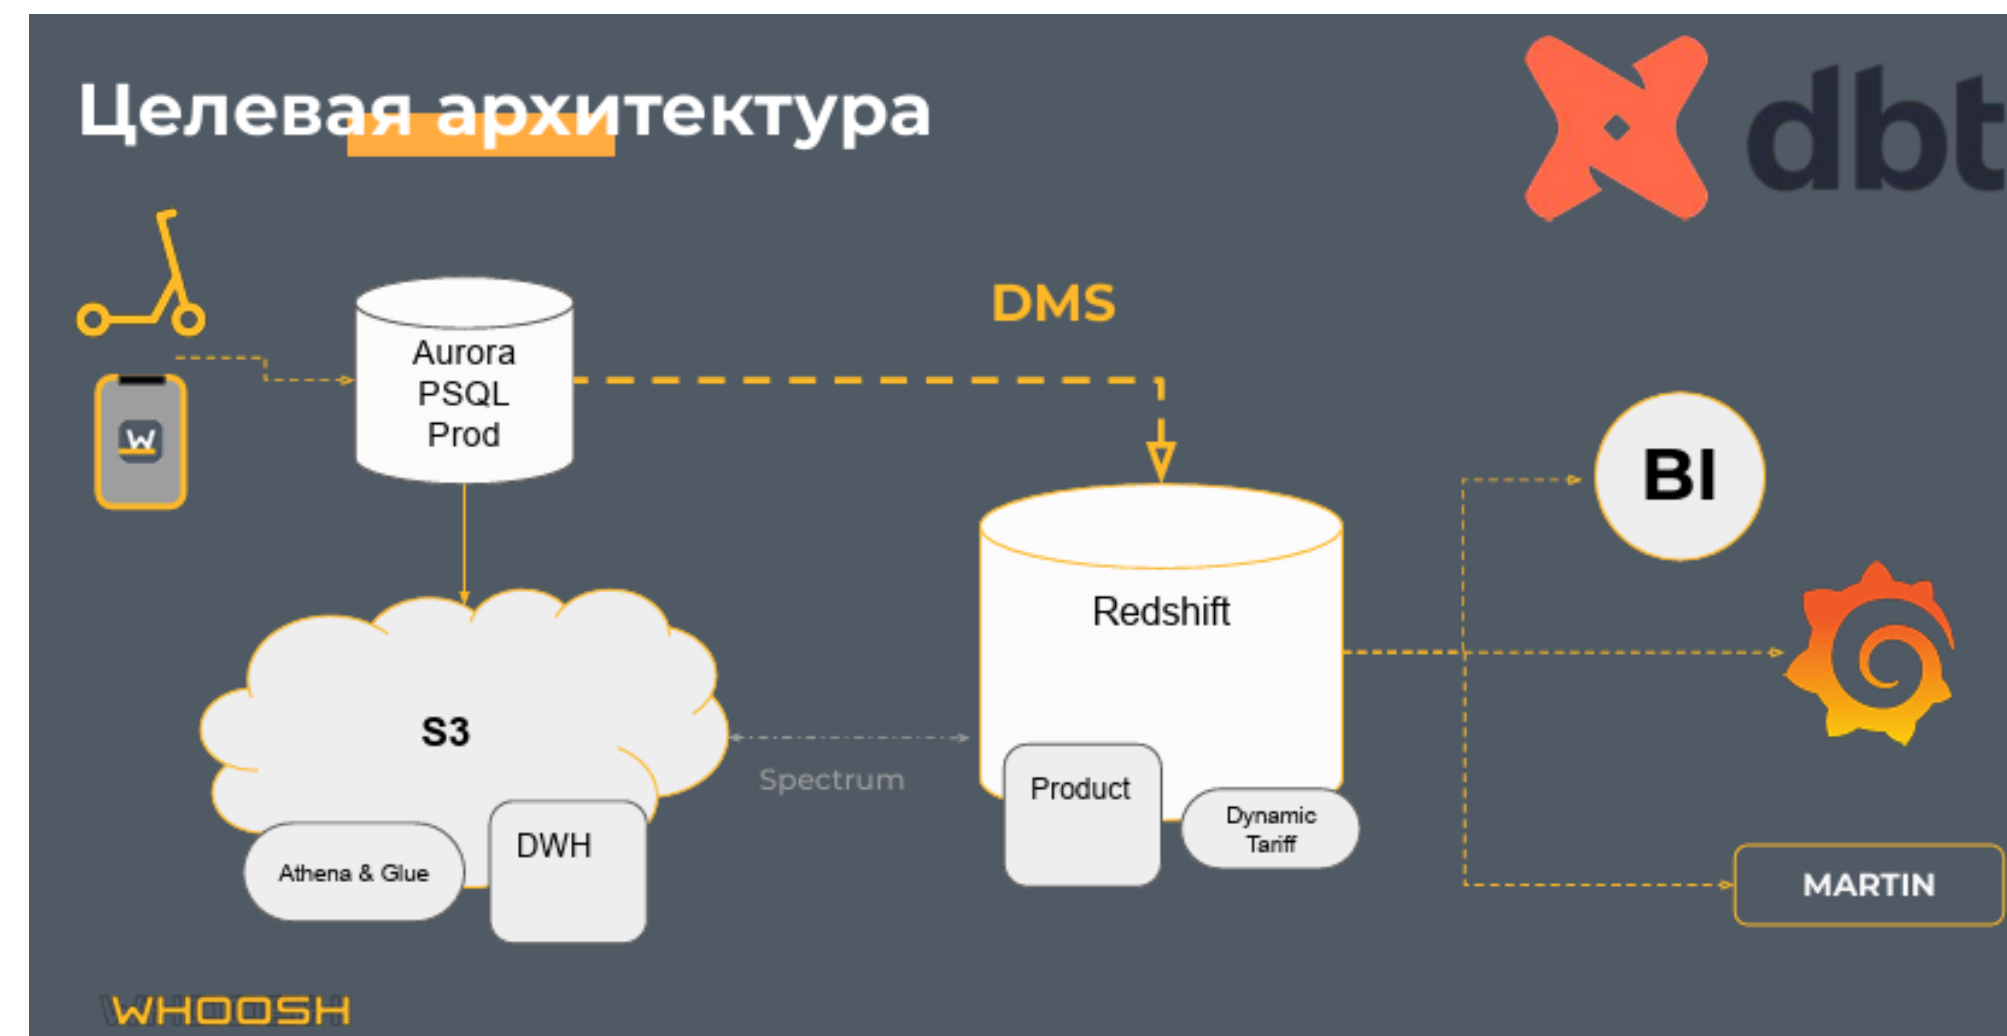 Целевая архитектура
dbt
DMS
Aurora
PSQL
Prod
W
BI
Redshift
S3
Spectrum
Product
Dynamic
Tariff
DWH
Athena & Glue
MARTIN
WHOOSH